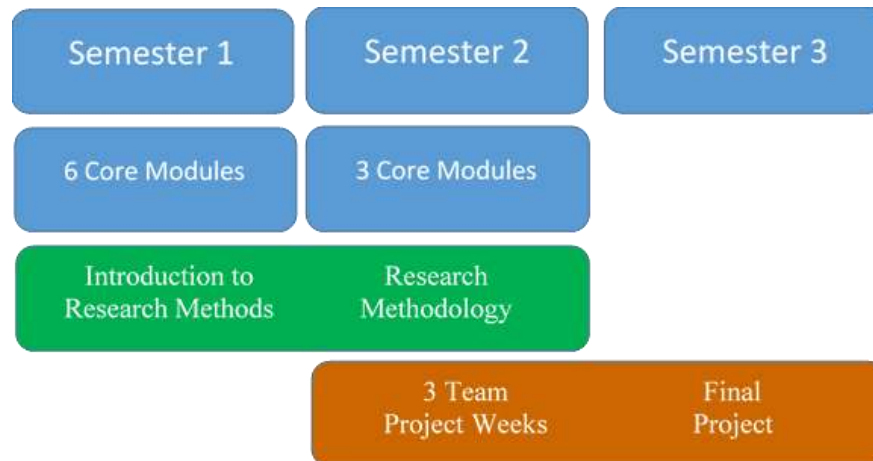 Semester 1
Semester 2
Semester 3
6 Core Modules
3 Core Modules
Introduction to
Research Methods
Research
Methodology
3 Team
Project Weeks
Final
Project